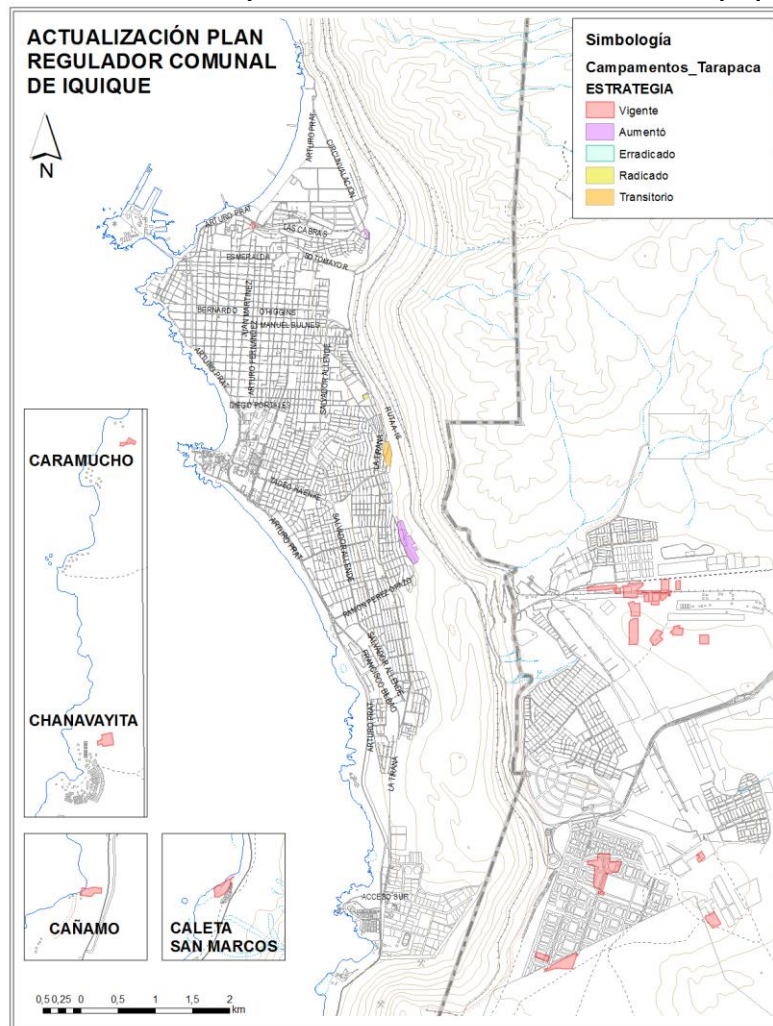 ACTUALIZACIÓN PLAN
REGULADOR COMUNAL
DE IQUIQUE
N
Simbología
Campamentos_Tarapaca
ESTRATEGIA
Vigente
Aumentó
Erradicado
Radicado
Transitorio
ARTURO PRAT
CIRCUNVALACION
ARTURO PRAT
LAS CABRAS
SOTOMAYOR
ESMERALDA
BERNARDO O'HIGGINS
JUAN MARTINEZ
MANUEL BULNES
ARTURO FERNANDEZ
SALVADOR ALLENDE
ARTURO PRAT
DIEGO PORTALES
RUTA A-16
LA TIRANA
TADEO HAENKE
ARTURO PRAT
SALVADOR ALLENDE
RAMON PEREZ OPAZO
SALVADOR ALLENDE
FRANCISCO BILBAO
ARTURO PRAT
LA TIRANA
ACCESO SUR
CARAMUCHO
CHANAVAYITA
CAÑAMO
CALETA
SAN MARCOS
0,5 0,25 0 0,5 1 1,5 2
km